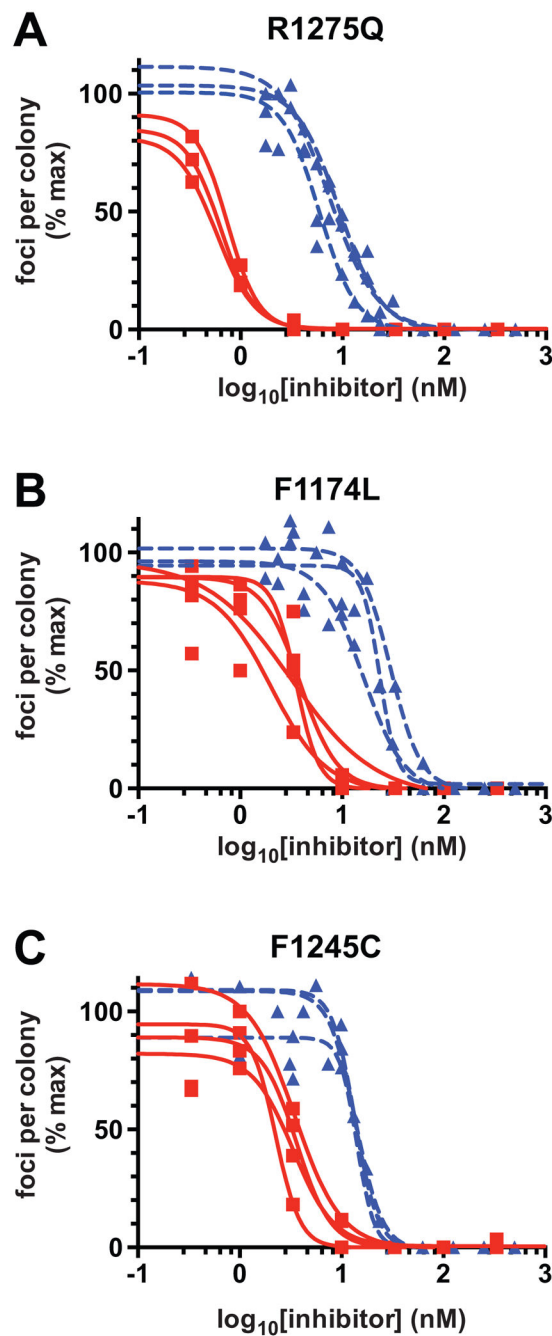 A
R1275Q
foci per colony
(% max)
100
50
0
-1 0 1 2 3
log10[inhibitor] (nM)
B
F1174L
foci per colony
(% max)
100
50
0
-1 0 1 2 3
log10[inhibitor] (nM)
C
F1245C
foci per colony
(% max)
100
50
0
-1 0 1 2 3
log10[inhibitor] (nM)